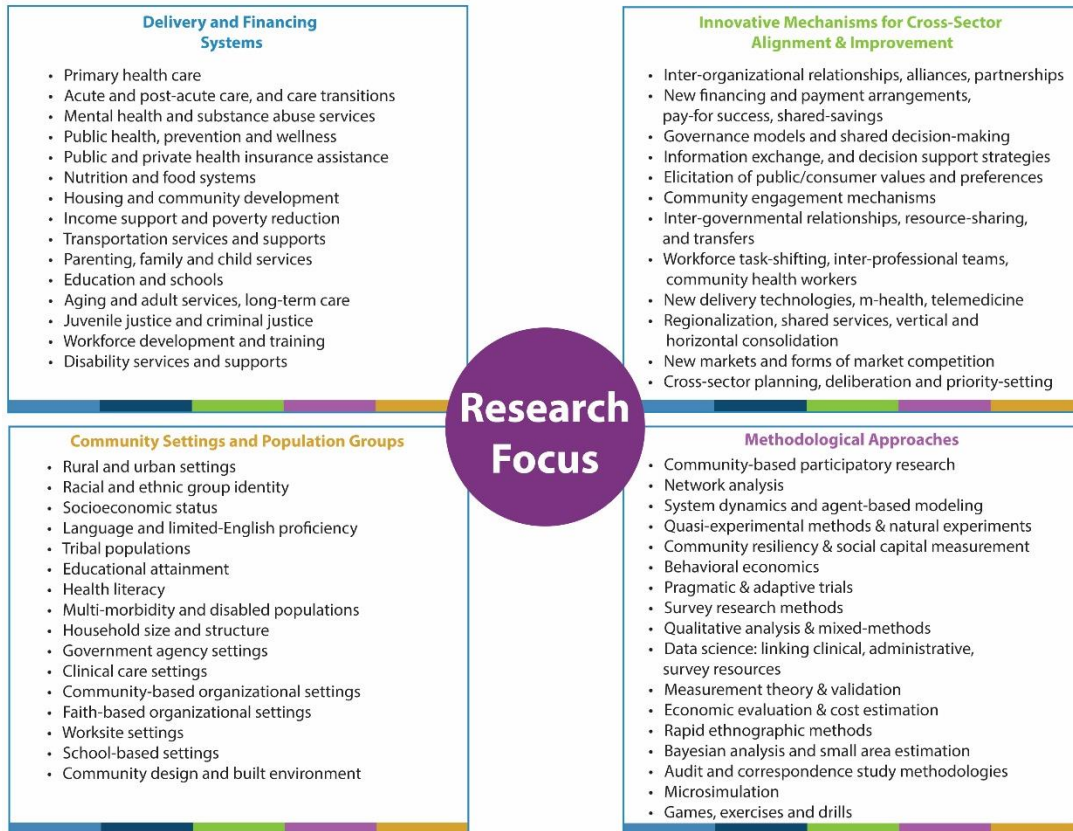 Delivery and Financing
Systems
• Primary health care
• Acute and post-acute care, and care transitions
• Mental health and substance abuse services
• Public health, prevention and wellness
• Public and private health insurance assistance
• Nutrition and food systems
• Housing and community development
• Income support and poverty reduction
• Transportation services and supports
• Parenting, family and child services
• Education and schools
• Aging and adult services, long-term care
• Juvenile justice and criminal justice
• Workforce development and training
• Disability services and supports
Innovative Mechanisms for Cross-Sector
Alignment & Improvement
• Inter-organizational relationships, alliances, partnerships
• New financing and payment arrangements,
pay-for success, shared-savings
• Governance models and shared decision-making
• Information exchange, and decision support strategies
• Elicitation of public/consumer values and preferences
• Community engagement mechanisms
• Inter-governmental relationships, resource-sharing,
and transfers
• Workforce task-shifting, inter-professional teams,
community health workers
• New delivery technologies, m-health, telemedicine
• Regionalization, shared services, vertical and
horizontal consolidation
• New markets and forms of market competition
• Cross-sector planning, deliberation and priority-setting
Research
Focus
Community Settings and Population Groups
• Rural and urban settings
• Racial and ethnic group identity
• Socioeconomic status
• Language and limited-English proficiency
• Tribal populations
• Educational attainment
• Health literacy
• Multi-morbidity and disabled populations
• Household size and structure
• Government agency settings
• Clinical care settings
• Community-based organizational settings
• Faith-based organizational settings
• Worksite settings
• School-based settings
• Community design and built environment
Methodological Approaches
• Community-based participatory research
• Network analysis
• System dynamics and agent-based modeling
• Quasi-experimental methods & natural experiments
• Community resiliency & social capital measurement
• Behavioral economics
• Pragmatic & adaptive trials
• Survey research methods
• Qualitative analysis & mixed-methods
• Data science: linking clinical, administrative,
survey resources
• Measurement theory & validation
• Economic evaluation & cost estimation
• Rapid ethnographic methods
• Bayesian analysis and small area estimation
• Audit and correspondence study methodologies
• Microsimulation
• Games, exercises and drills